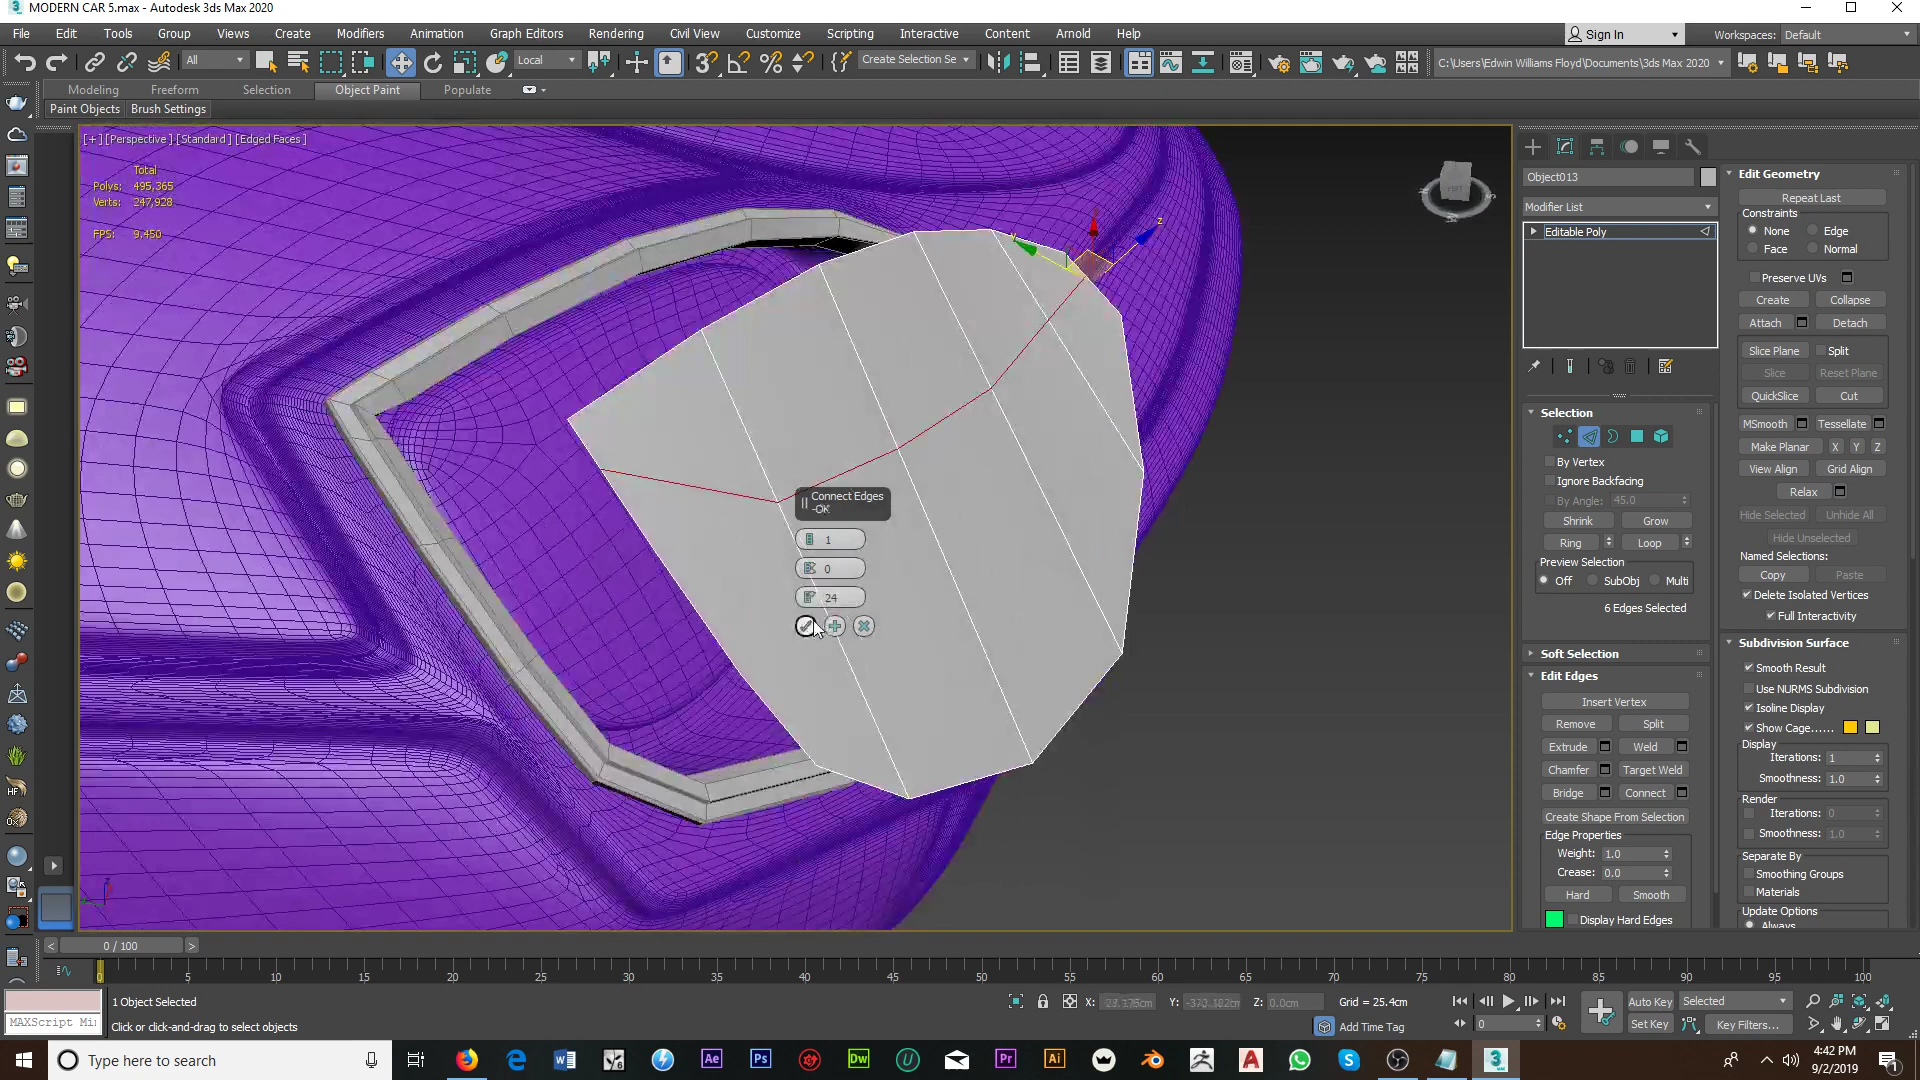 MODERN CAR 5.max - Autodesk 3ds Max 2020
File Edit Tools Group Views Create Modifiers Animation Graph Editors Rendering Civil View Customize Scripting Interactive Content Arnold Help
Sign In
Workspaces: Default
All
Local
Create Selection Se
C:\Users\Edwin Williams Floyd\Documents\3ds Max 2020
Modeling Freeform Selection Object Paint Populate
Paint Objects Brush Settings
[+] [Perspective] [Standard] [Edged Faces]
Total
Polys: 495,365
Verts: 247,928
FPS: 9.450
Connect Edges
-OK
1
0
24
Object013
Modifier List
Editable Poly
Selection
By Vertex
Ignore Backfacing
By Angle: 45.0
Shrink Grow
Ring Loop
Preview Selection
Off SubObj Multi
6 Edges Selected
Soft Selection
Edit Edges
Insert Vertex
Remove Split
Extrude Weld
Chamfer Target Weld
Bridge Connect
Create Shape From Selection
Edge Properties
Weight: 1.0
Crease: 0.0
Hard Smooth
Display Hard Edges
Edit Geometry
Repeat Last
Constraints
None Edge
Face Normal
Preserve UVs
Create Collapse
Attach Detach
Slice Plane Split
Slice Reset Plane
QuickSlice Cut
MSmooth Tessellate
Make Planar X Y Z
View Align Grid Align
Relax
Hide Selected Unhide All
Hide Unselected
Named Selections:
Copy Paste
Delete Isolated Vertices
Full Interactivity
Subdivision Surface
Smooth Result
Use NURMS Subdivision
Isoline Display
Show Cage......
Display
Iterations: 1
Smoothness: 1.0
Render
Iterations: 0
Smoothness: 1.0
Separate By
Smoothing Groups
Materials
Update Options
Always
< 0 / 100 >
0 5 10 15 20 25 30 35 40 45 50 55 60 65 70 75 80 85 90 95 100
1 Object Selected
X: Y: Z: 0.0cm Grid = 25.4cm
Auto Key Selected
MAXScript Mi
Click or click-and-drag to select objects
Add Time Tag
0
Set Key Key Filters...
Type here to search
4:42 PM
9/2/2019